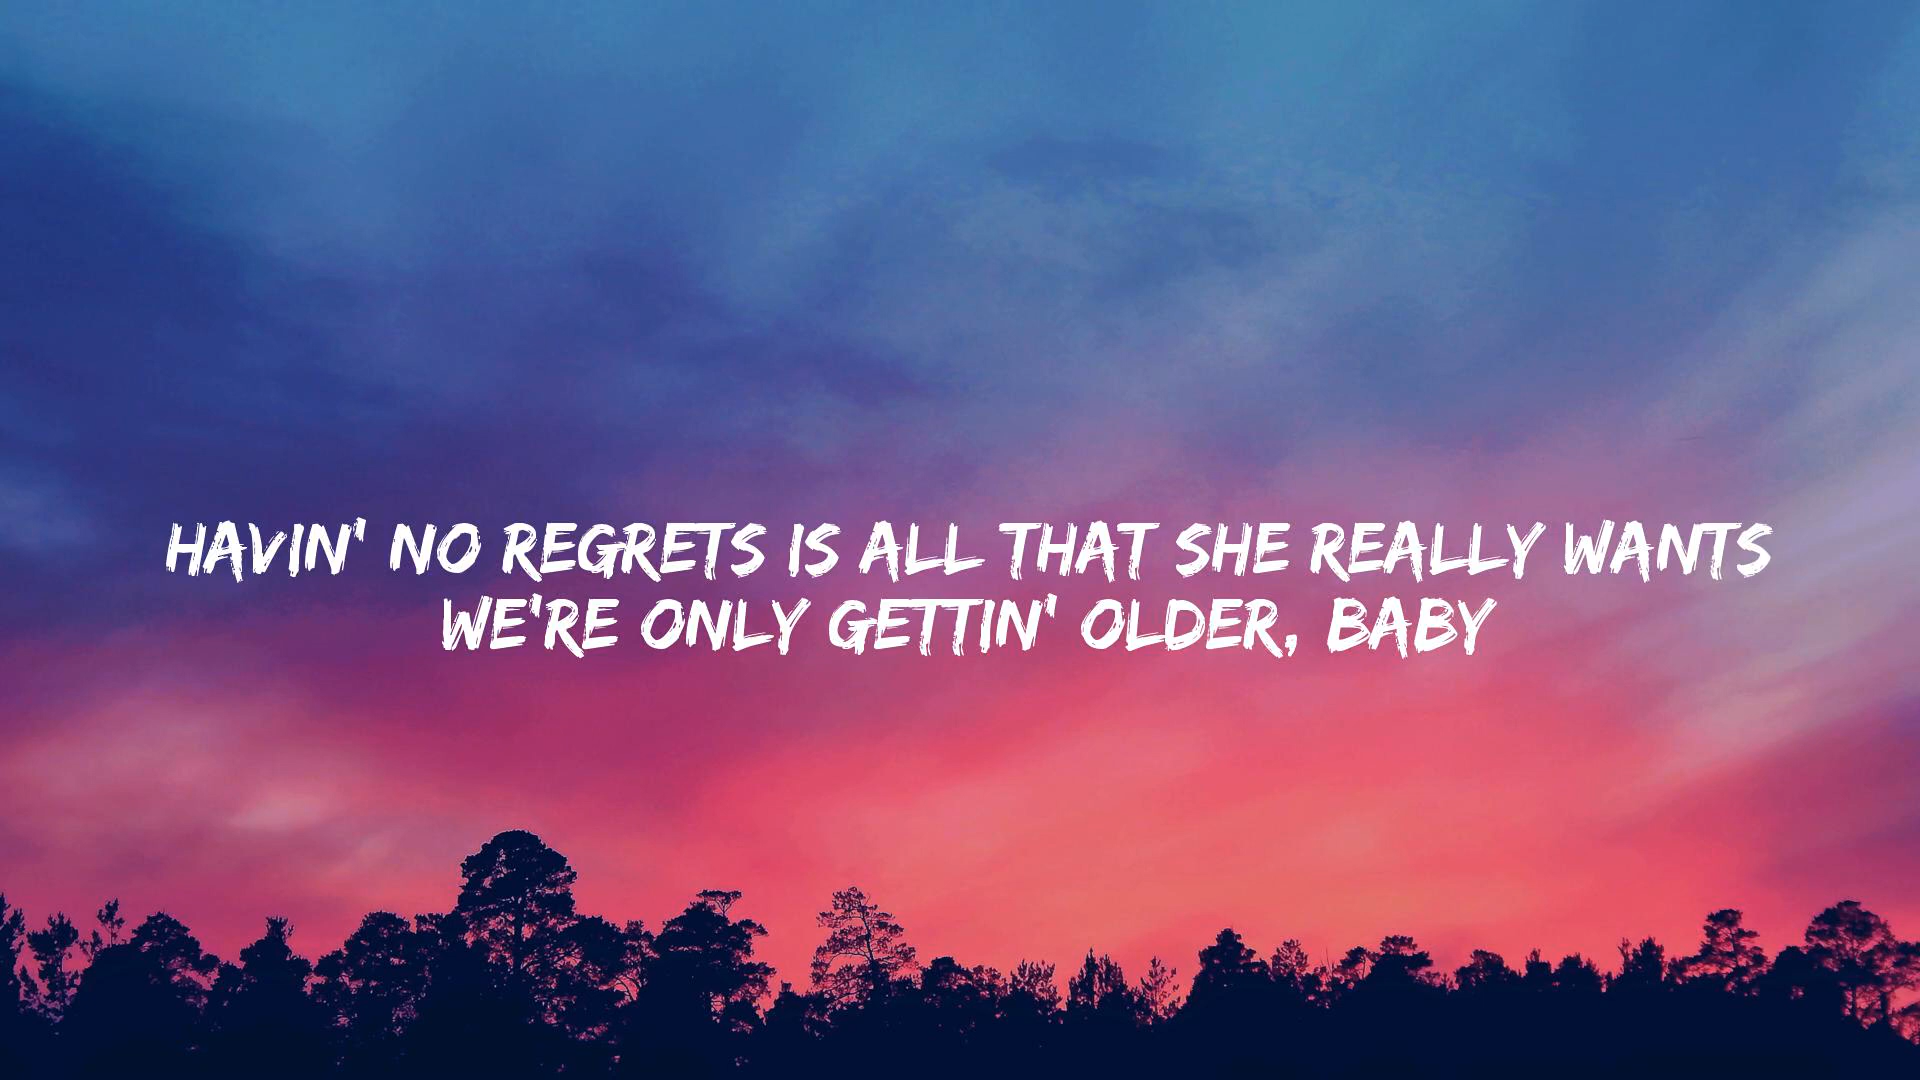 HAVIN' NO REGRETS IS ALL THAT SHE REALLY WANTS
WE'RE ONLY GETTIN' OLDER, BABY